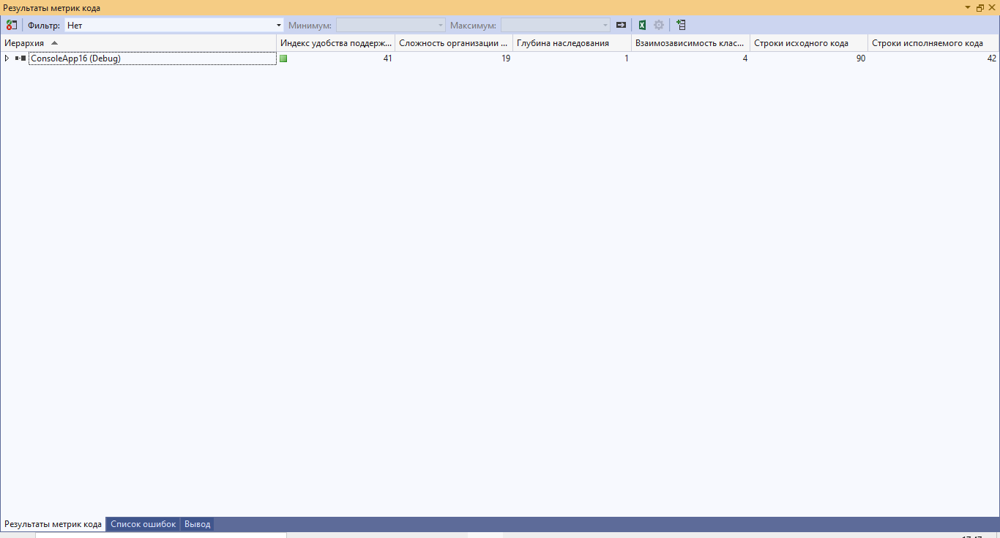 Результаты метрик кода
Фильтр: Нет Минимум: Максимум:
Иерархия Индекс удобства поддерж... Сложность организации ... Глубина наследования Взаимозависимость клас... Строки исходного кода Строки исполняемого кода
ConsoleApp16 (Debug) 41 19 1 4 90 42
Результаты метрик кода Список ошибок Вывод